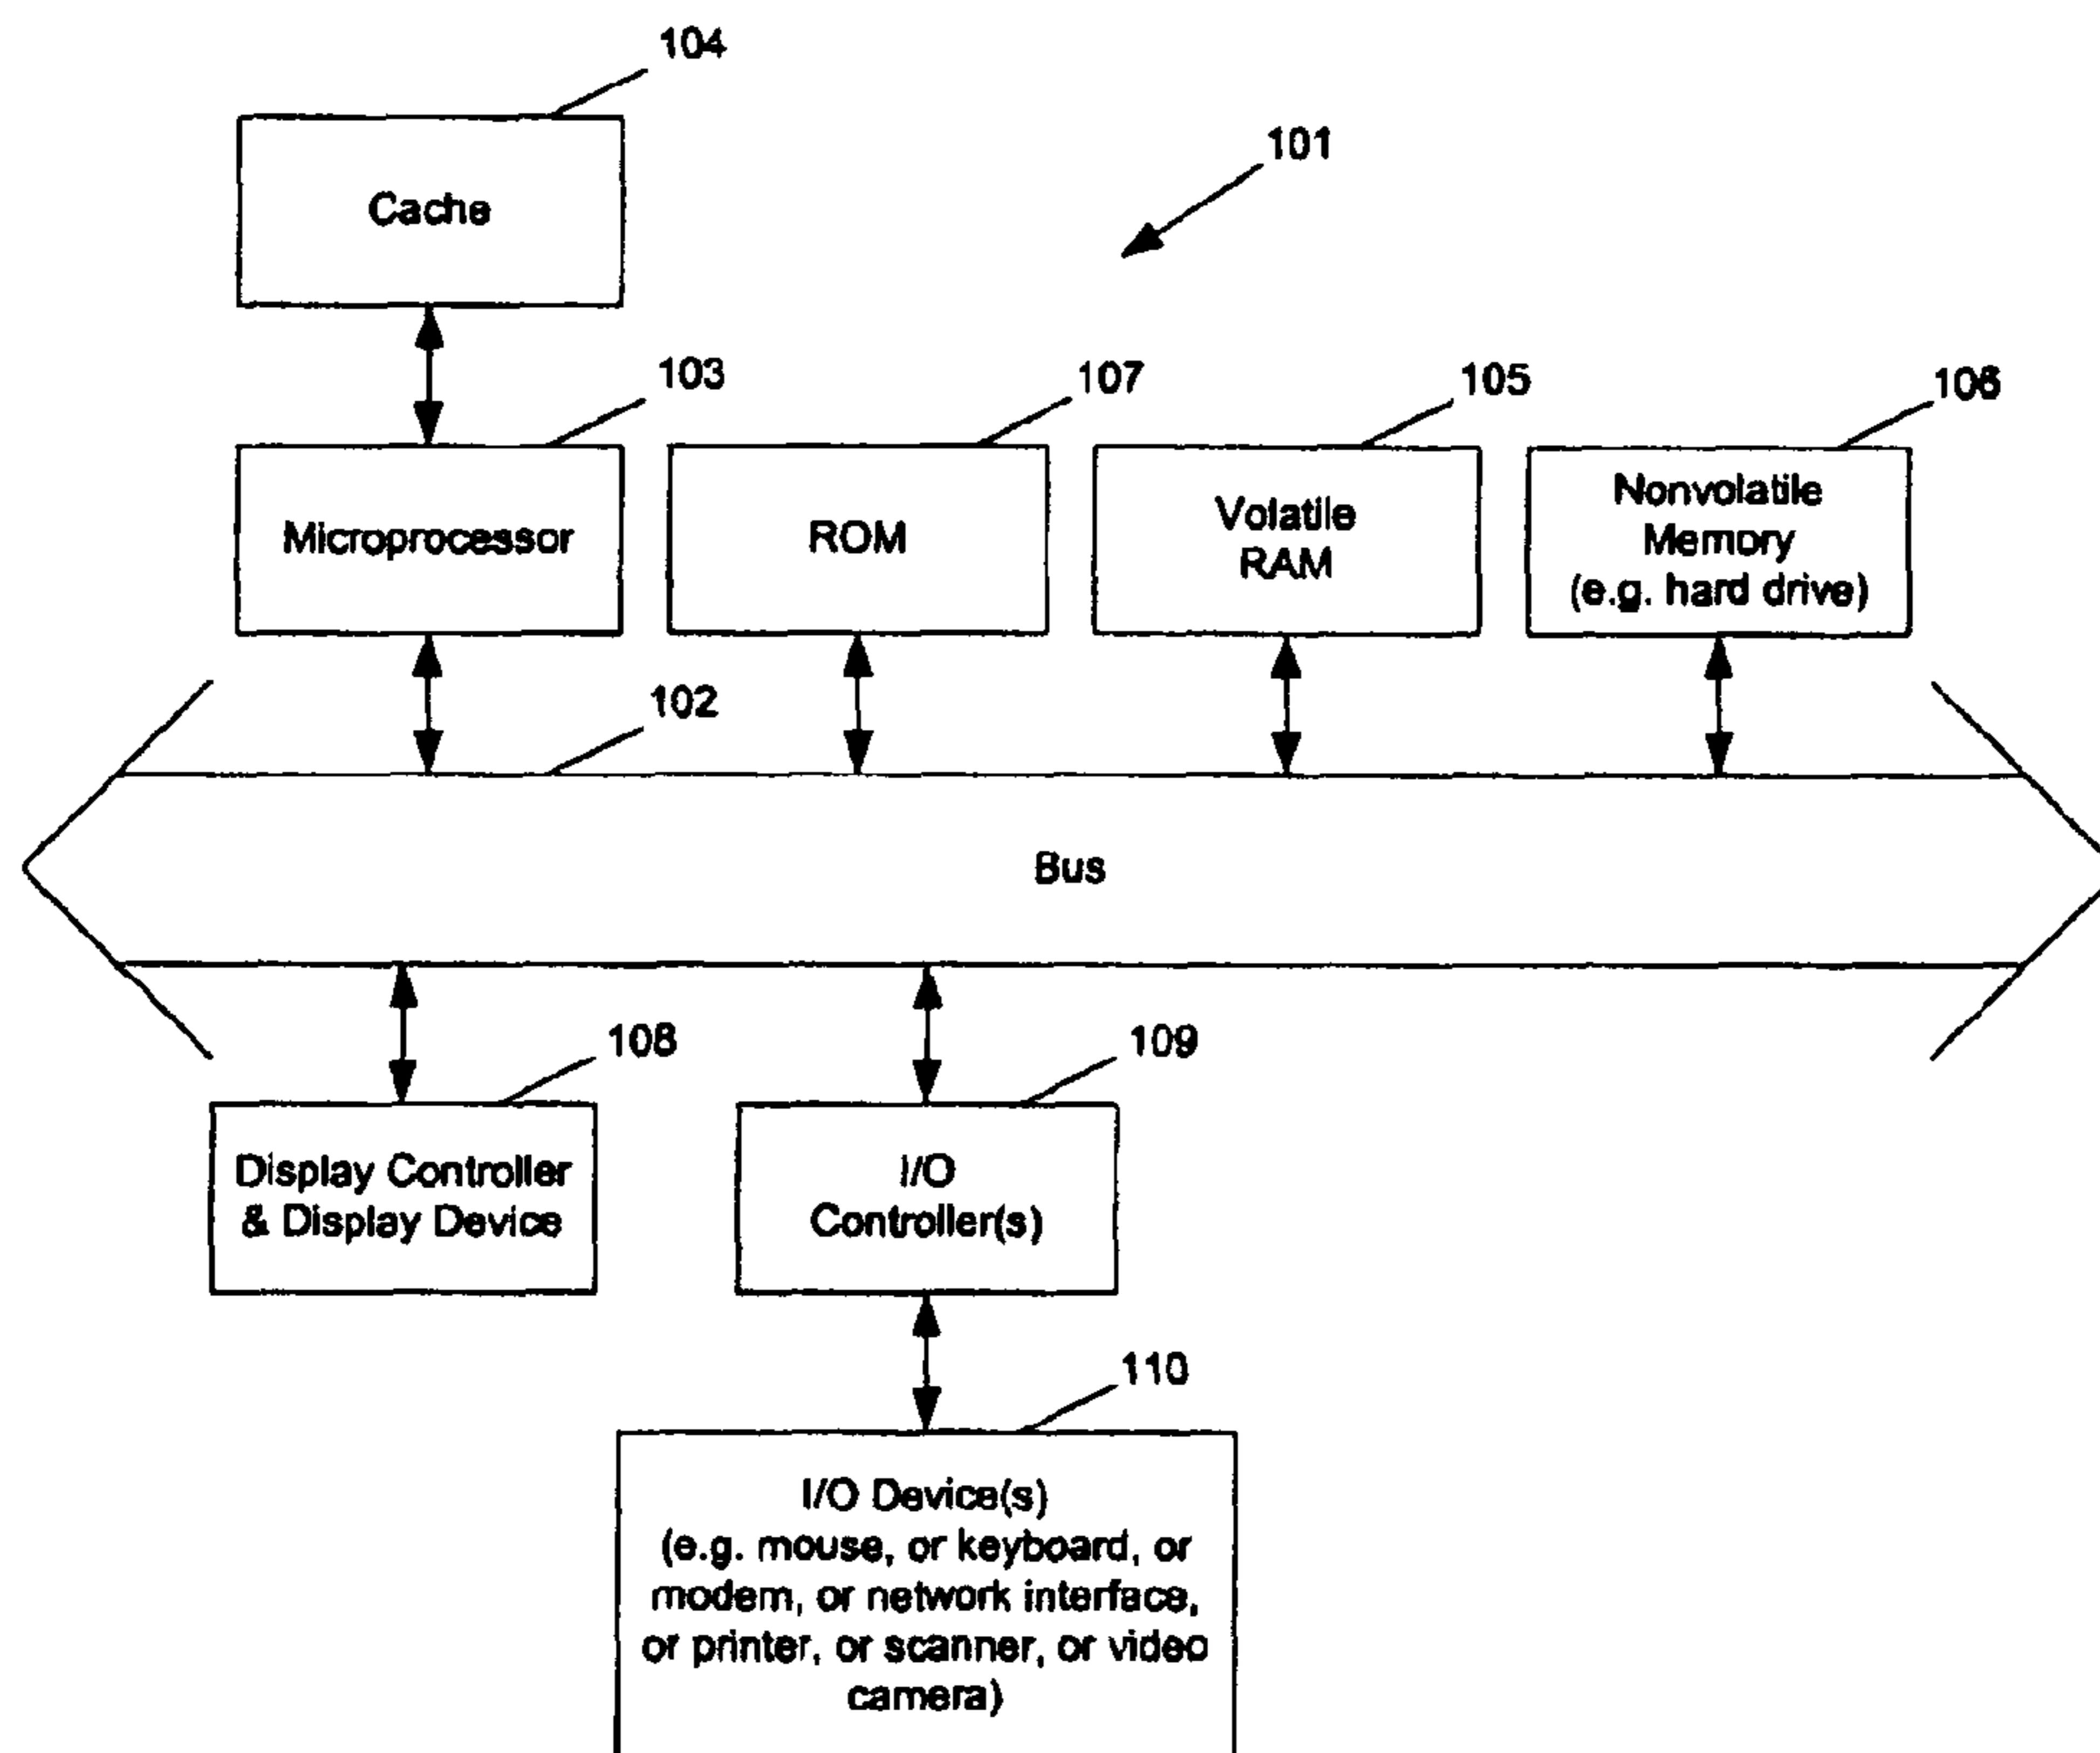 104
Cache
101
103
107
105
106
Microprocessor
ROM
Volatile
RAM
Nonvolatile
Memory
(e.g. hard drive)
102
Bus
108
109
Display Controller
& Display Device
I/O
Controller(s)
110
I/O Device(s)
(e.g. mouse, or keyboard, or
modem, or network interface,
or printer, or scanner, or video
camera)